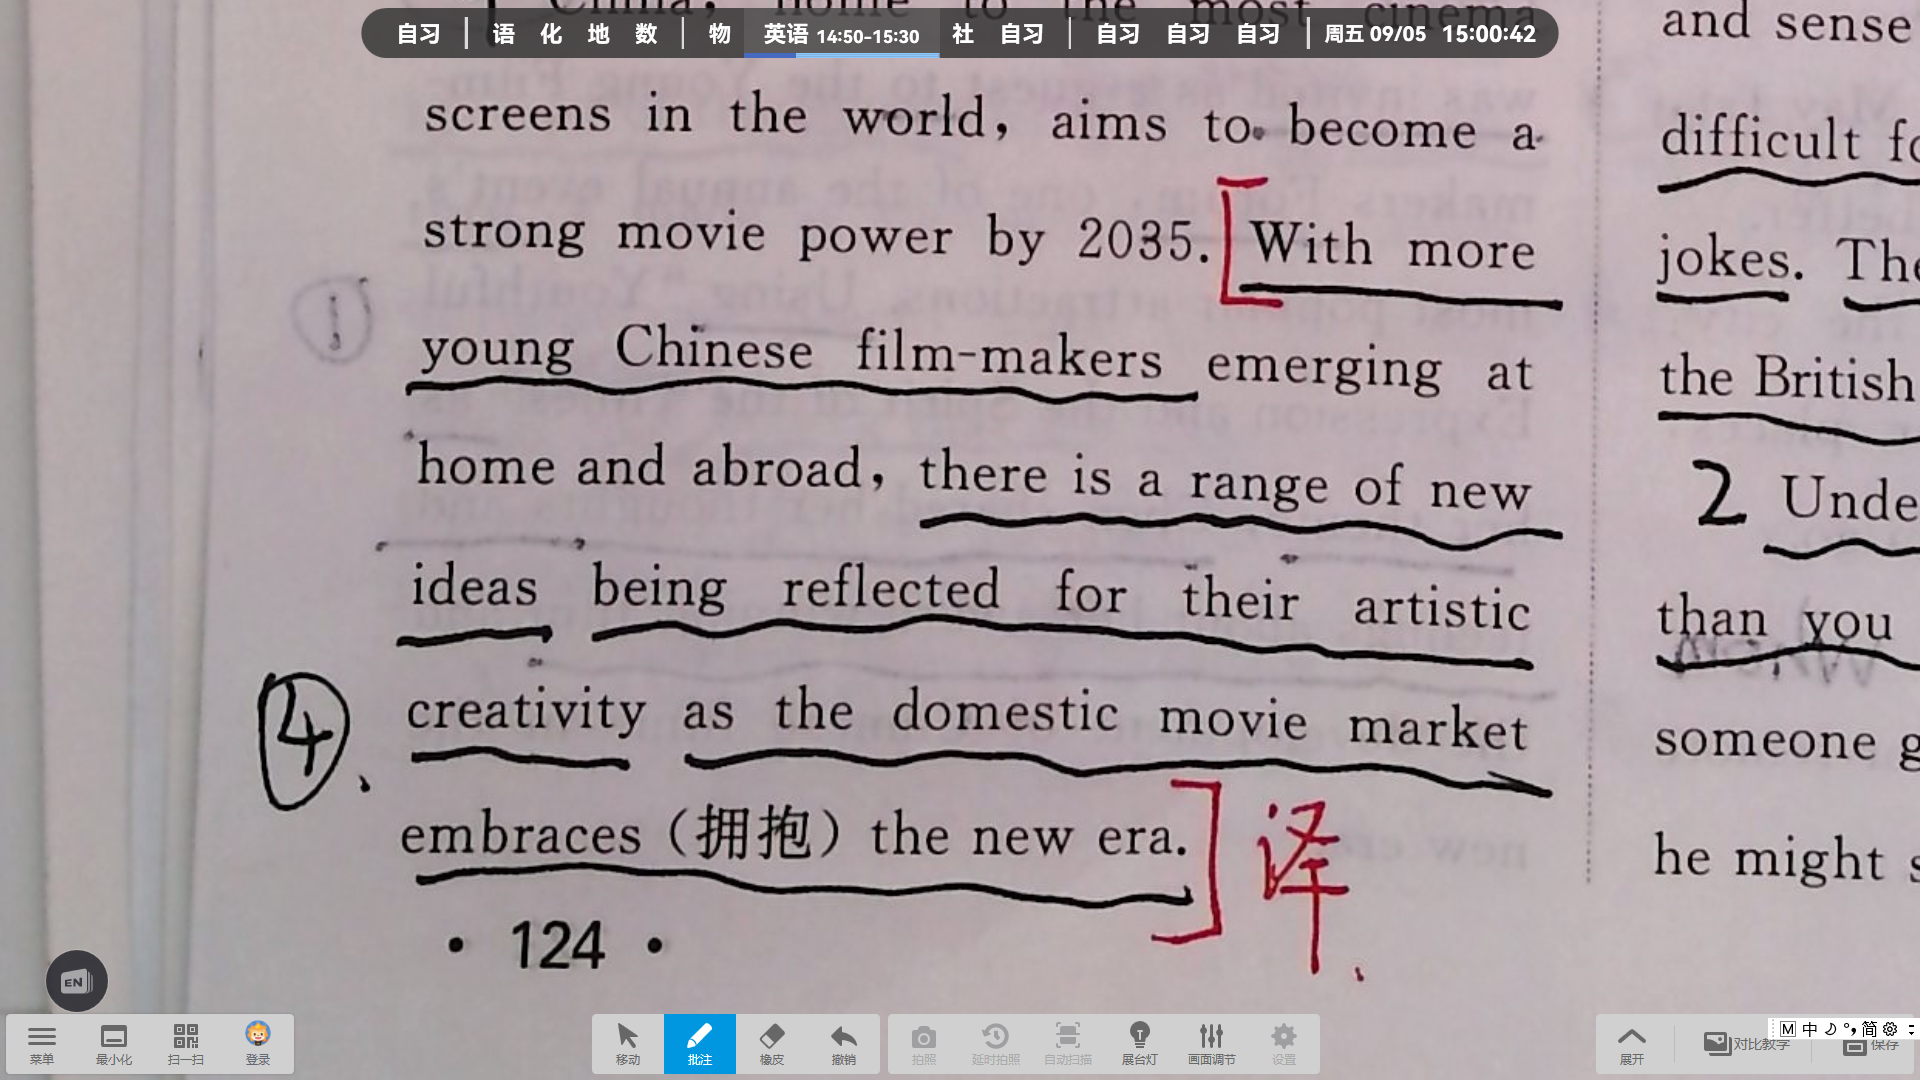 China, home to the most cinema
自习 | 语 化 地 数 | 物 英语 14:50-15:30 社 自习 | 自习 自习 自习 | 周五 09/05 15:00:42
screens in the world, aims to become a
strong movie power by 2035. With more
young Chinese film-makers emerging at
home and abroad, there is a range of new
ideas being reflected for their artistic
creativity as the domestic movie market
embraces (拥抱) the new era.
①
④、
译
· 124 ·
and sense
difficult fo
jokes. The
the British
2 Unde
than you
someone g
he might s
EN
菜单 最小化 扫一扫 登录
移动 批注 橡皮 撤销
拍照 延时拍照 自动扫描 展台灯 画面调节 设置
展开 对比教学 保存
M 中 简